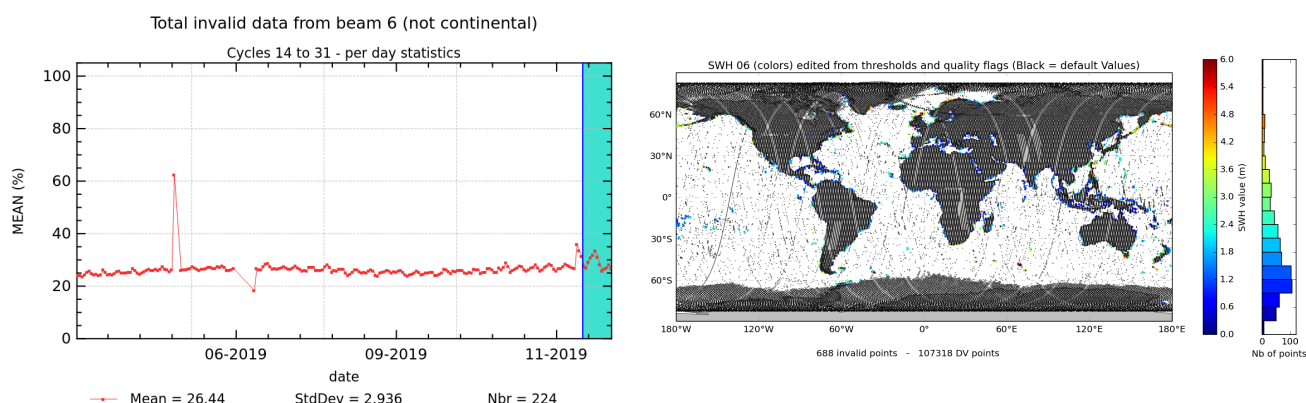 Total invalid data from beam 6 (not continental)
Cycles 14 to 31 - per day statistics
100
80
60
40
20
0
MEAN (%)
06-2019
09-2019
11-2019
date
Mean = 26.44 StdDev = 2.936 Nbr = 224
SWH 06 (colors) edited from thresholds and quality flags (Black = default Values)
60°N
30°N
0°
30°S
60°S
180°W
120°W
60°W
0°
60°E
120°E
180°E
688 invalid points - 107318 DV points
6.0
5.4
4.8
4.2
3.6
3.0
2.4
1.8
1.2
0.6
0.0
SWH value (m)
0
100
Nb of points